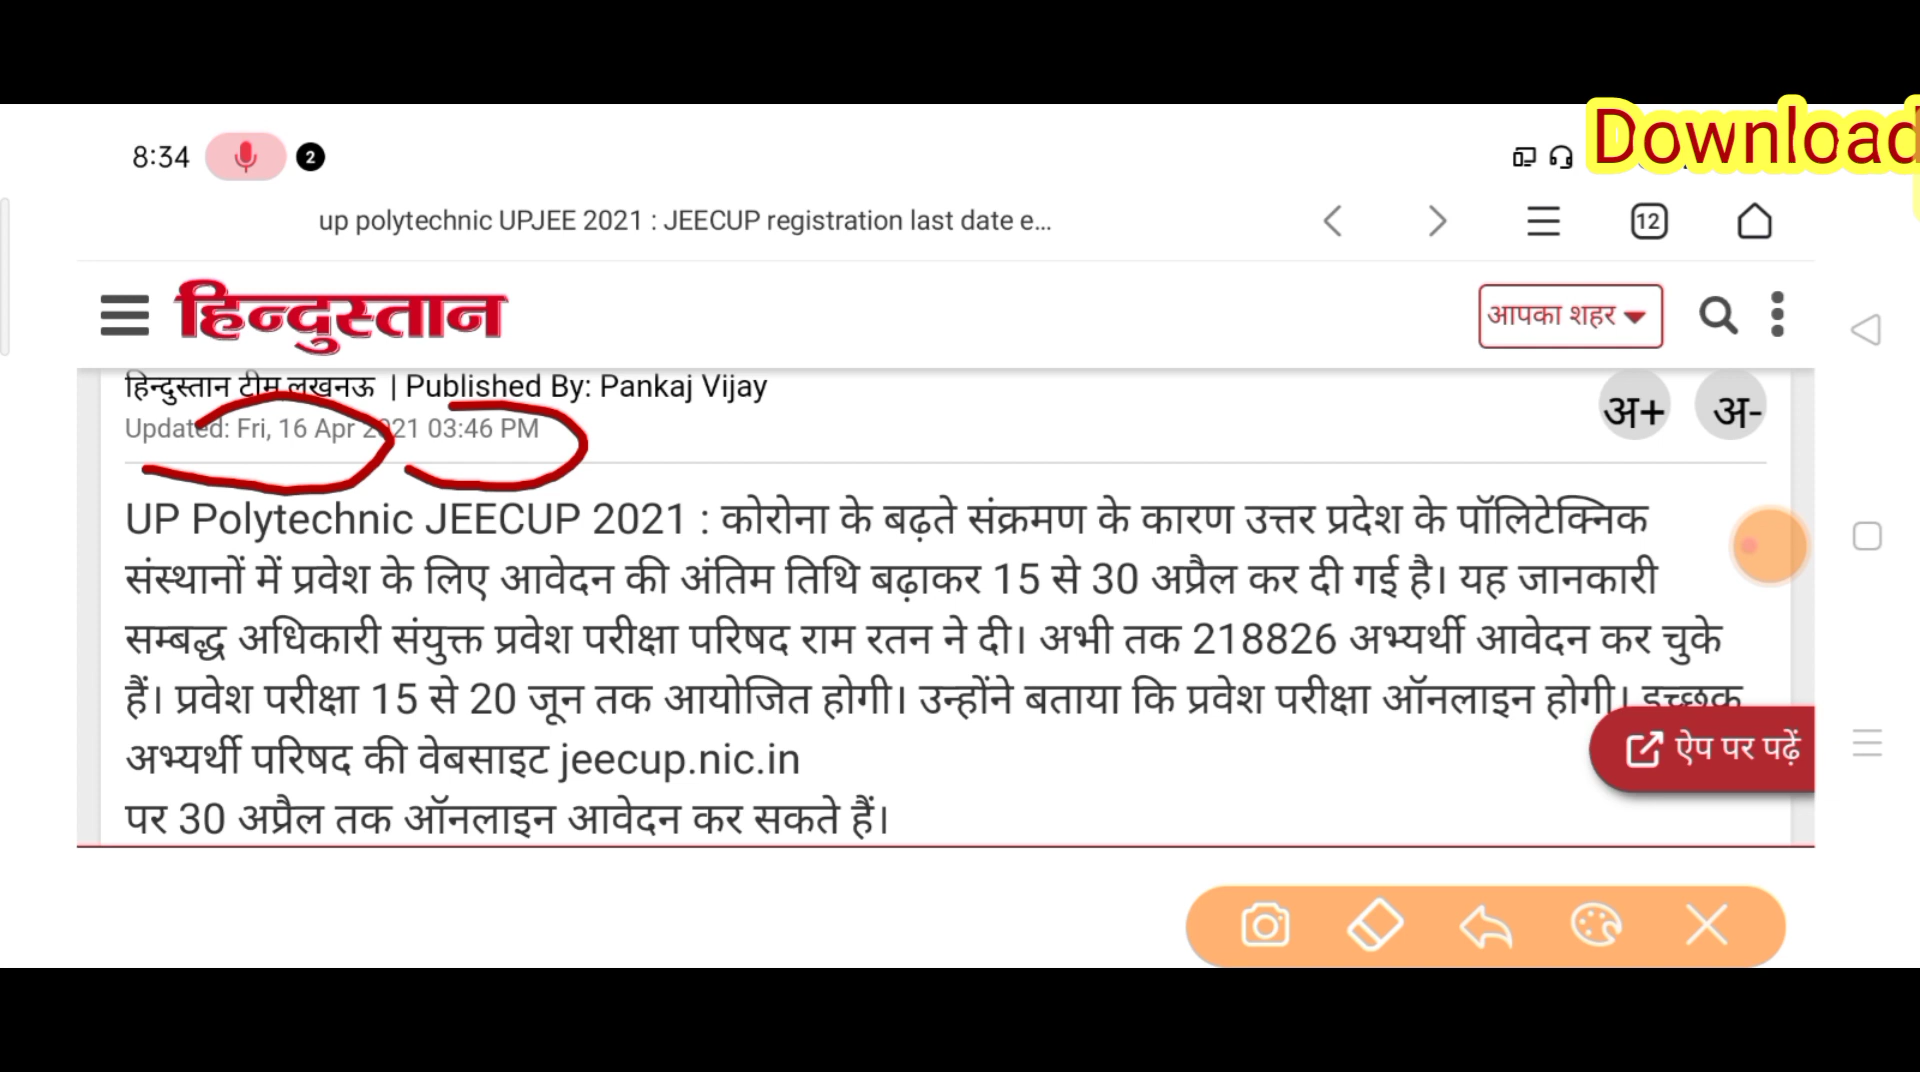 8:34 2
Download
up polytechnic UPJEE 2021 : JEECUP registration last date e...
12
हिन्दुस्तान
आपका शहर
हिन्दुस्तान टीम, लखनऊ | Published By: Pankaj Vijay
Updated: Fri, 16 Apr 2021 03:46 PM
अ+ अ-
UP Polytechnic JEECUP 2021 : कोरोना के बढ़ते संक्रमण के कारण उत्तर प्रदेश के पॉलिटेक्निक
संस्थानों में प्रवेश के लिए आवेदन की अंतिम तिथि बढ़ाकर 15 से 30 अप्रैल कर दी गई है। यह जानकारी
सम्बद्ध अधिकारी संयुक्त प्रवेश परीक्षा परिषद राम रतन ने दी। अभी तक 218826 अभ्यर्थी आवेदन कर चुके
हैं। प्रवेश परीक्षा 15 से 20 जून तक आयोजित होगी। उन्होंने बताया कि प्रवेश परीक्षा ऑनलाइन होगी। इच्छुक
अभ्यर्थी परिषद की वेबसाइट jeecup.nic.in
पर 30 अप्रैल तक ऑनलाइन आवेदन कर सकते हैं।
ऐप पर पढ़ें